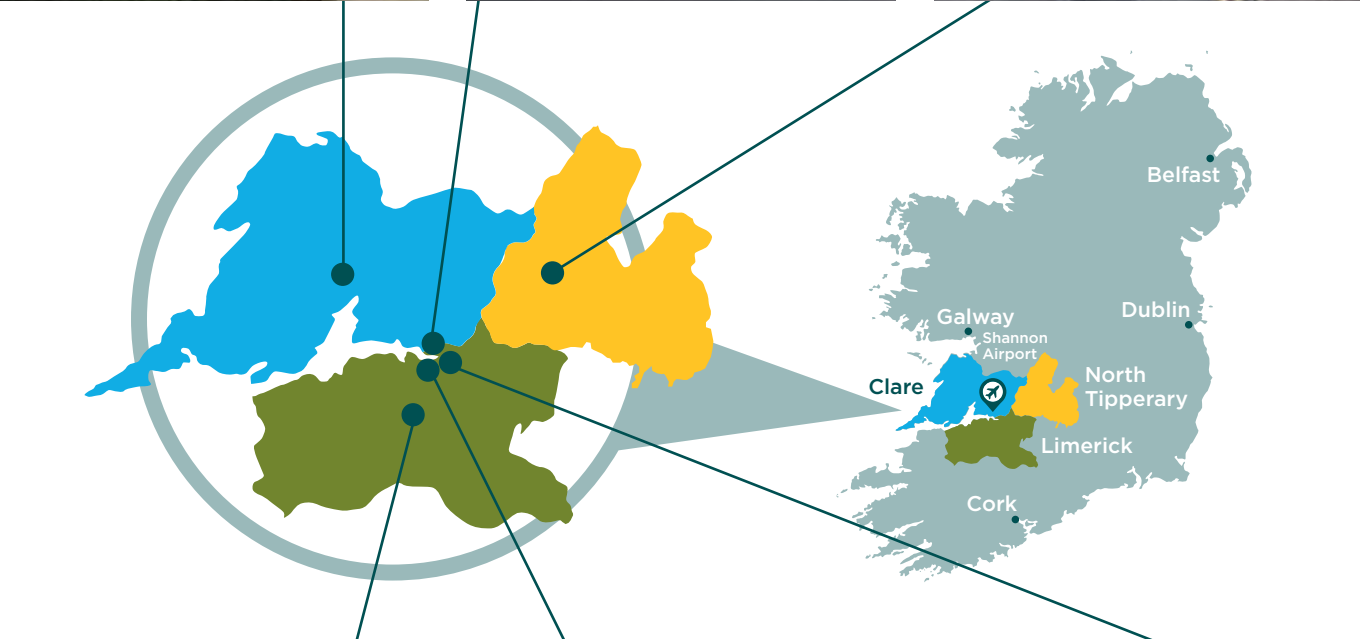 Belfast
Dublin
Galway
Shannon
Airport
Clare
North
Tipperary
Limerick
Cork